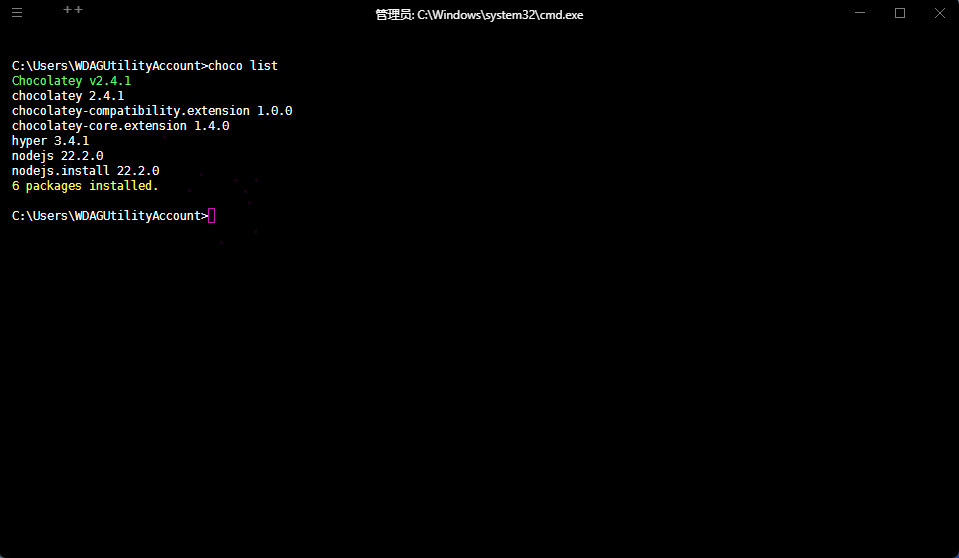 管理员: C:\Windows\system32\cmd.exe
C:\Users\WDAGUtilityAccount>choco list
Chocolatey v2.4.1
chocolatey 2.4.1
chocolatey-compatibility.extension 1.0.0
chocolatey-core.extension 1.4.0
hyper 3.4.1
nodejs 22.2.0
nodejs.install 22.2.0
6 packages installed.
C:\Users\WDAGUtilityAccount>